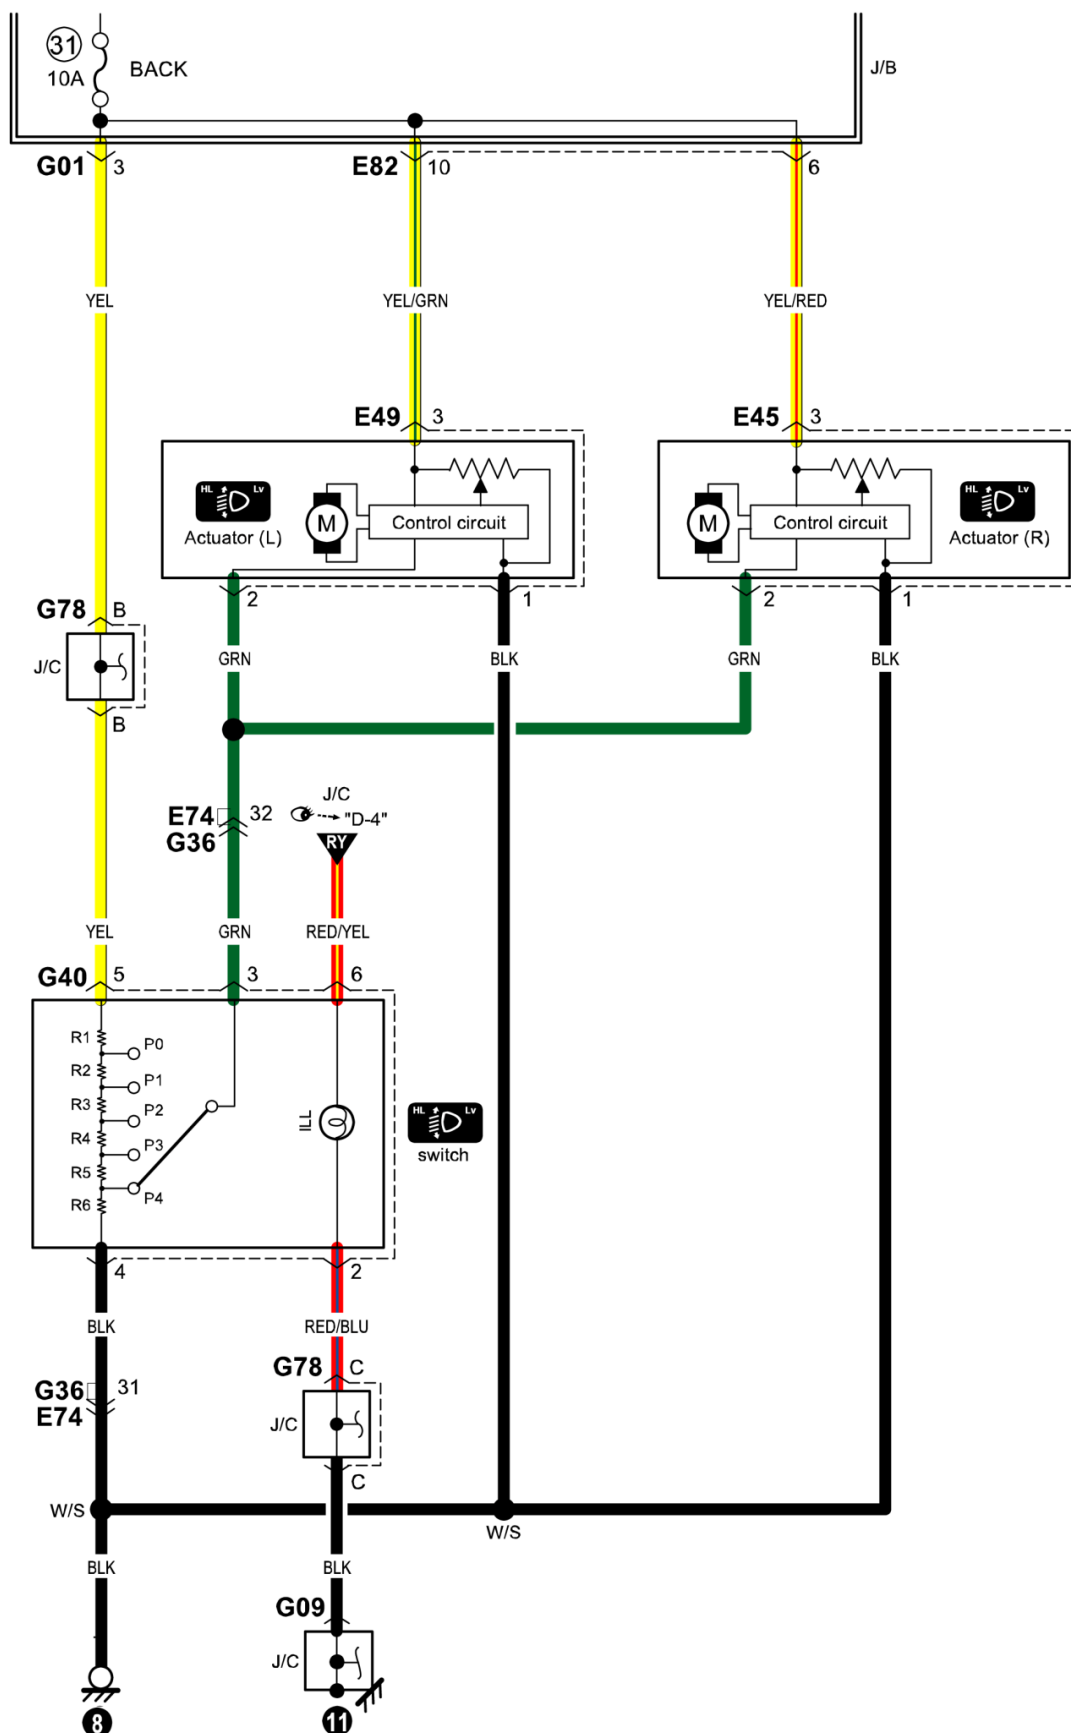 31
10A
BACK
J/B
G01 3
E82 10
6
YEL
YEL/GRN
YEL/RED
E49 3
E45 3
HL Lv
Actuator (L)
M
Control circuit
M
Control circuit
HL Lv
Actuator (R)
2
1
2
1
G78 B
J/C
B
GRN
BLK
GRN
BLK
E74 32
G36
J/C
"D-4"
RY
YEL
GRN
RED/YEL
G40 5
3
6
R1
P0
R2
P1
R3
P2
R4
P3
R5
P4
R6
ILL
HL Lv
switch
4
2
BLK
RED/BLU
G36 31
E74
G78 C
J/C
C
W/S
W/S
BLK
BLK
G09
J/C
8
11